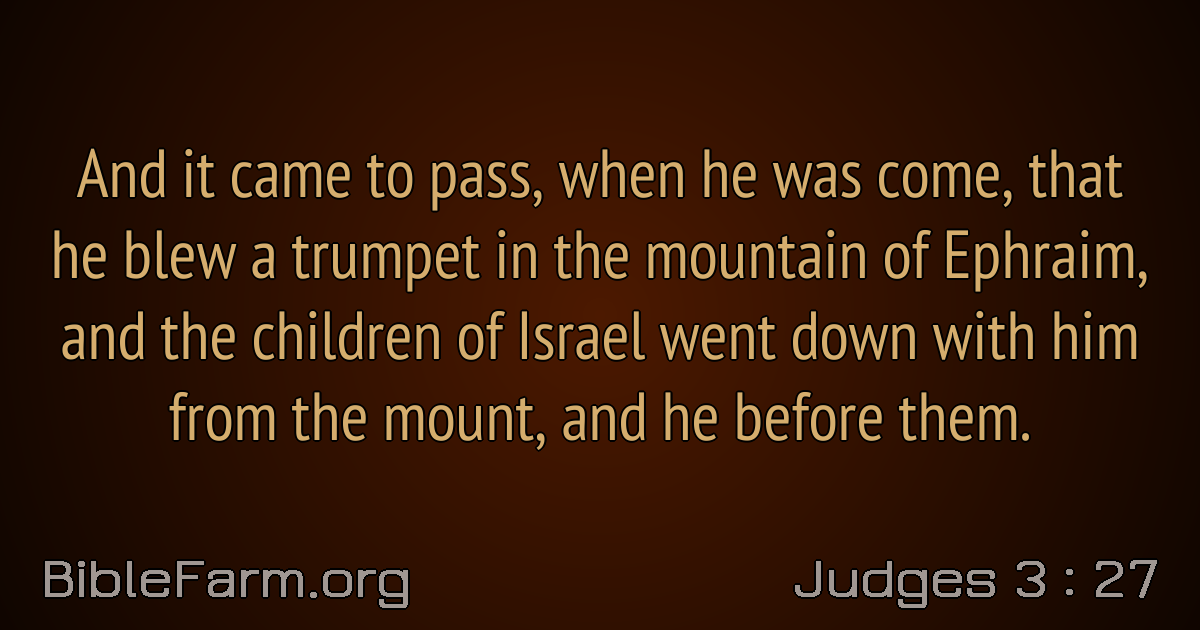 And it came to pass, when he was come, that
he blew a trumpet in the mountain of Ephraim,
and the children of Israel went down with him
from the mount, and he before them.
BibleFarm.org
Judges 3 : 27